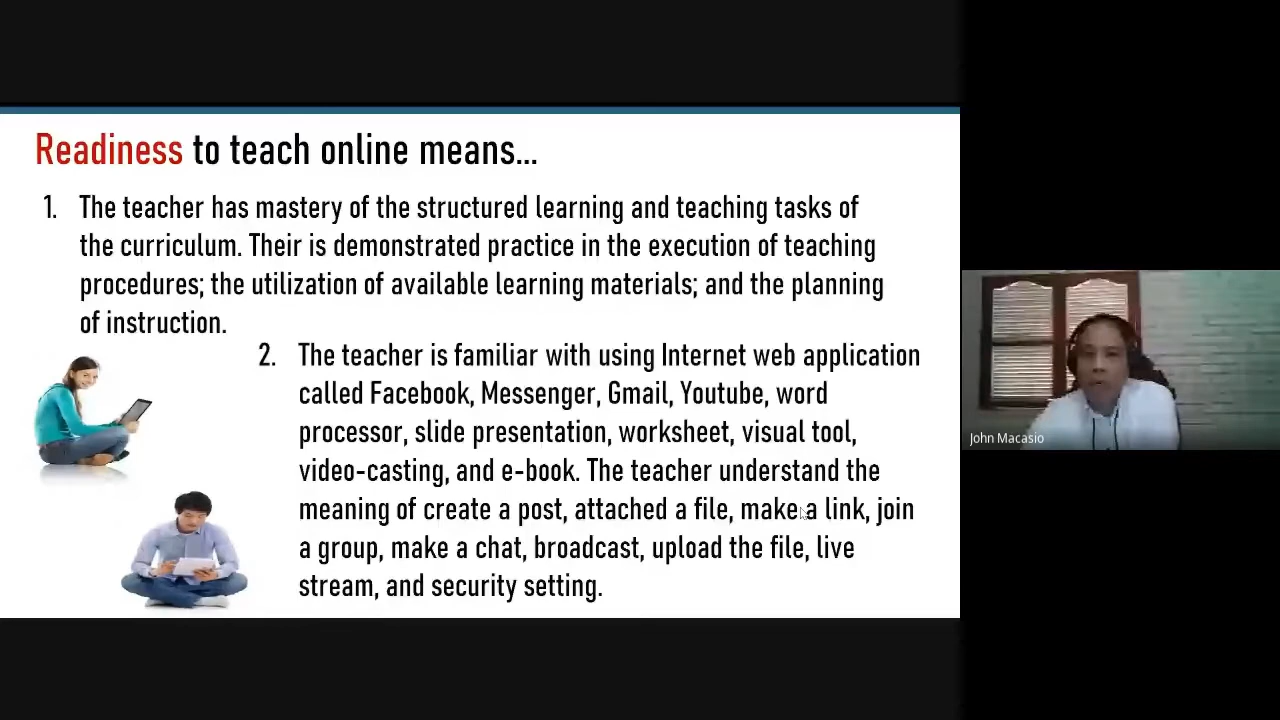 Readiness to teach online means...
1. The teacher has mastery of the structured learning and teaching tasks of
the curriculum. Their is demonstrated practice in the execution of teaching
procedures; the utilization of available learning materials; and the planning
of instruction.
2. The teacher is familiar with using Internet web application
called Facebook, Messenger, Gmail, Youtube, word
processor, slide presentation, worksheet, visual tool,
video-casting, and e-book. The teacher understand the
meaning of create a post, attached a file, make a link, join
a group, make a chat, broadcast, upload the file, live
stream, and security setting.
John Macasio